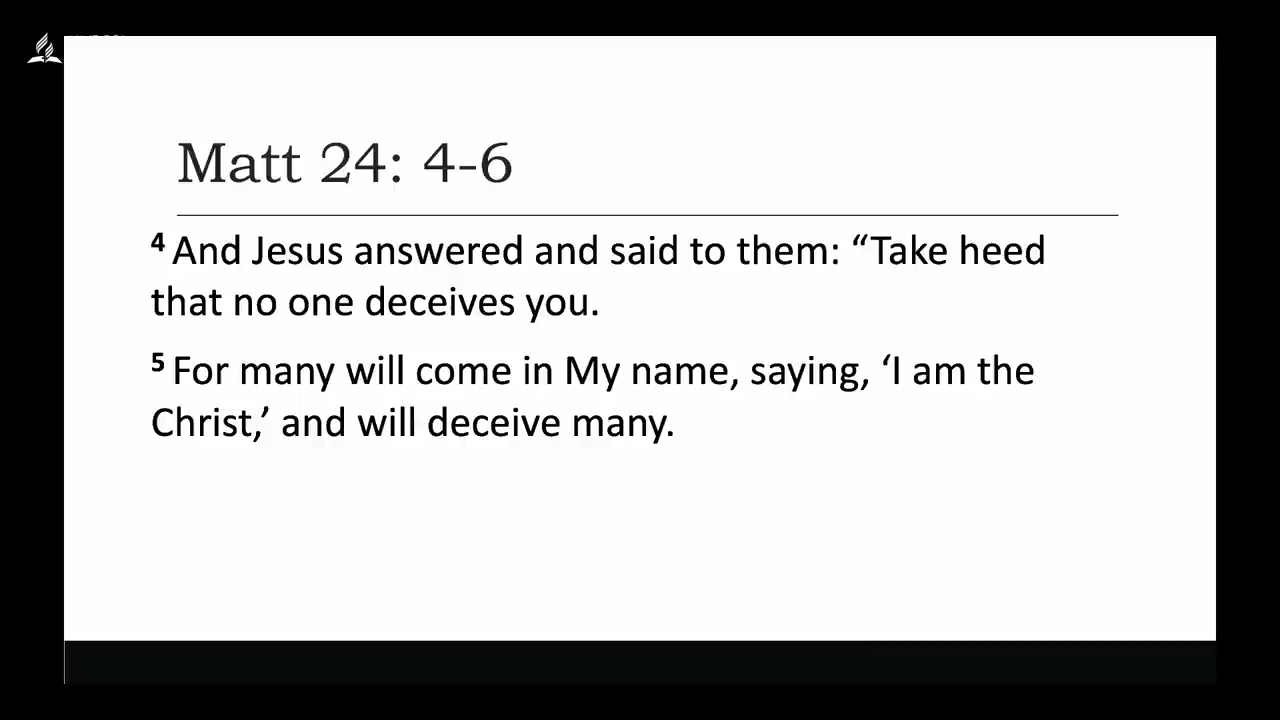 Matt 24: 4-6
4 And Jesus answered and said to them: “Take heed
that no one deceives you.
5 For many will come in My name, saying, ‘I am the
Christ,’ and will deceive many.